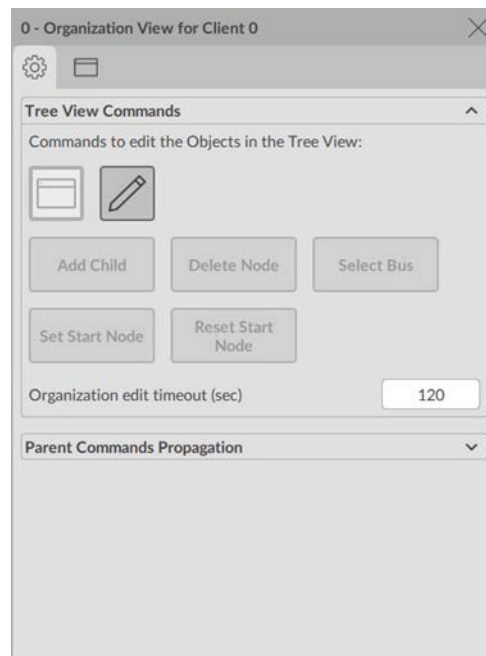 0 - Organization View for Client 0
Tree View Commands
Commands to edit the Objects in the Tree View:
Add Child
Delete Node
Select Bus
Set Start Node
Reset Start
Node
Organization edit timeout (sec)
120
Parent Commands Propagation